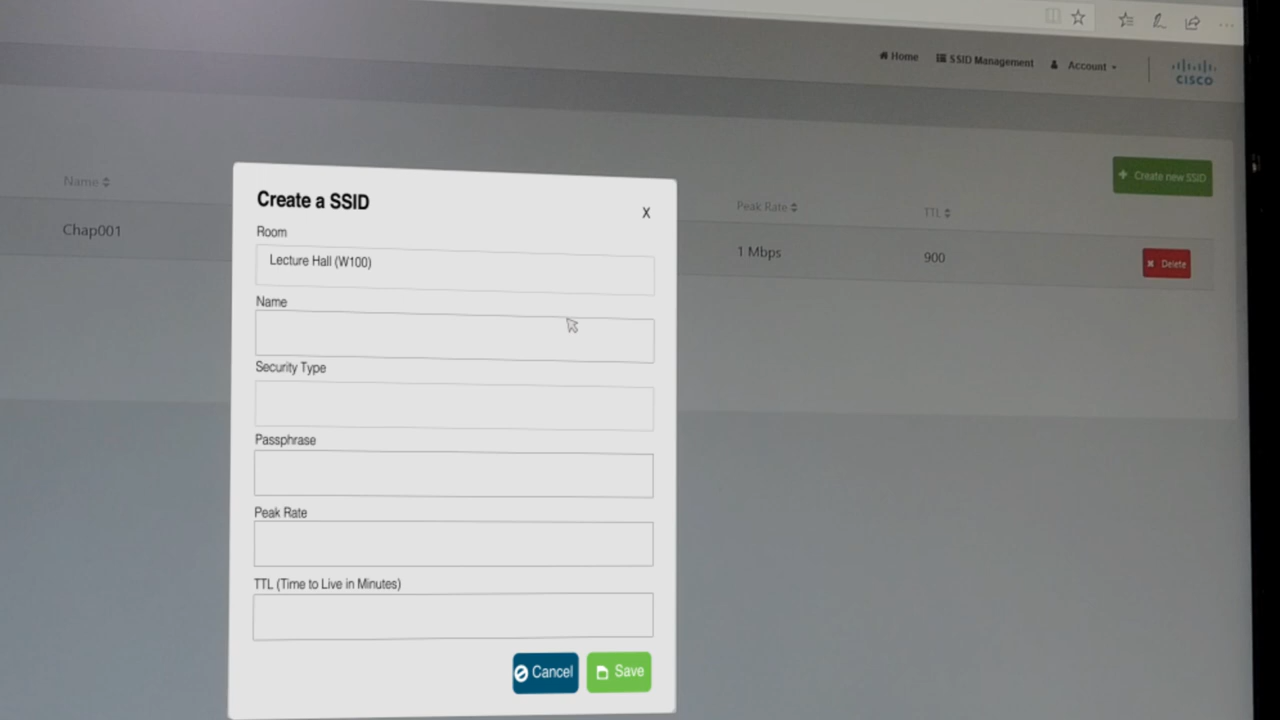 Home
SSID Management
Account
CISCO
Create new SSID
Name
Peak Rate
TTL
Chap001
1 Mbps
900
Delete
Create a SSID
X
Room
Lecture Hall (W100)
Name
Security Type
Passphrase
Peak Rate
TTL (Time to Live in Minutes)
Cancel
Save